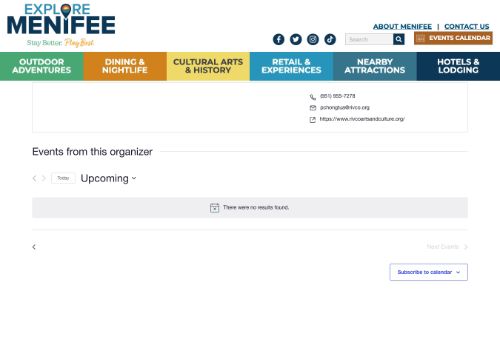 EXPLORE
MENIFEE
Stay Better. Play Best.
ABOUT MENIFEE | CONTACT US
Search
EVENTS CALENDAR
OUTDOOR ADVENTURES
DINING & NIGHTLIFE
CULTURAL ARTS & HISTORY
RETAIL & EXPERIENCES
NEARBY ATTRACTIONS
HOTELS & LODGING
(951) 955-7278
pchongtua@rivco.org
https://www.rivcoartsandculture.org/
Events from this organizer
Today
Upcoming
There were no results found.
Next Events
Subscribe to calendar